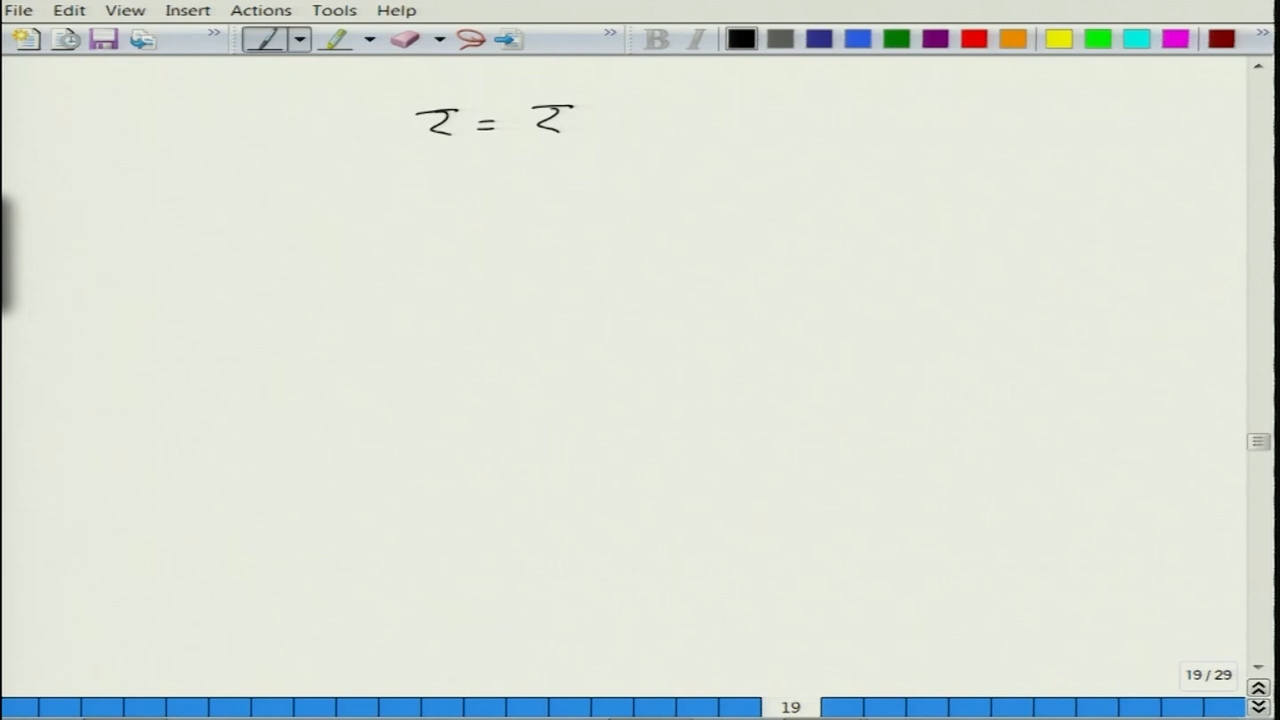 File Edit View Insert Actions Tools Help
B I
τ = τ
19 / 29
19